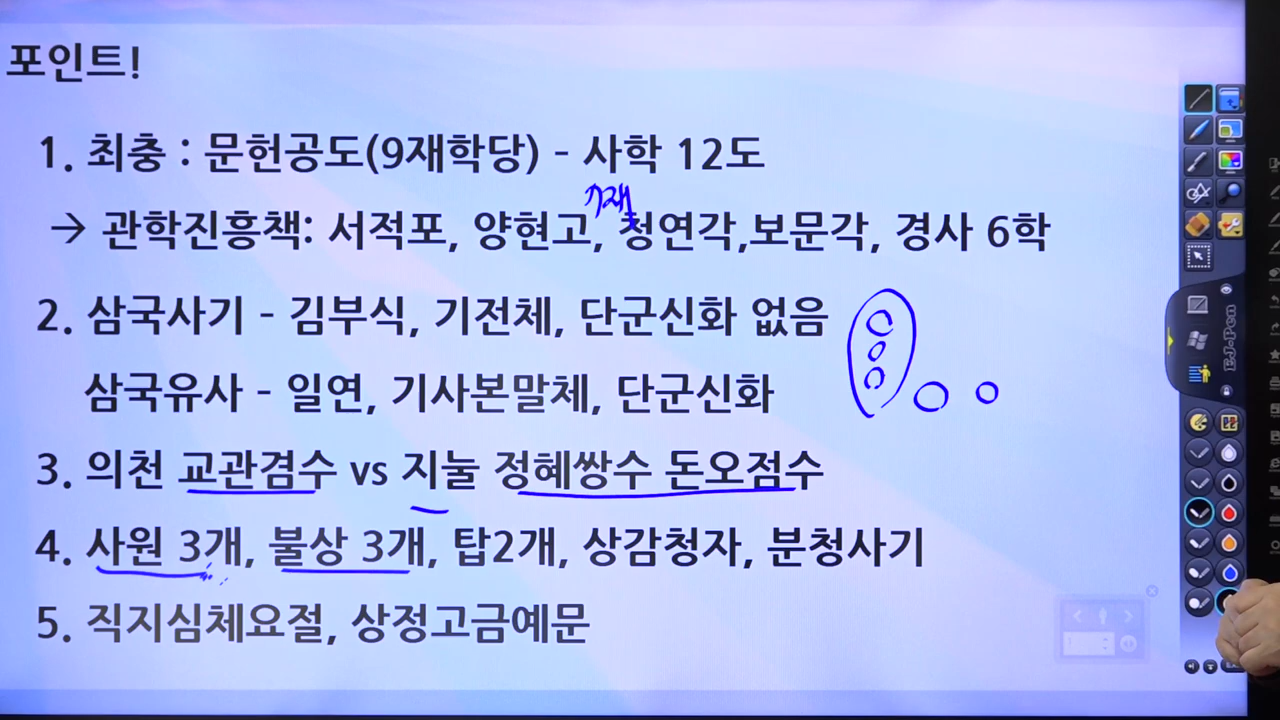 포인트!
1. 최충 : 문헌공도(9재학당) - 사학 12도
7재
→ 관학진흥책: 서적포, 양현고, 청연각,보문각, 경사 6학
2. 삼국사기 - 김부식, 기전체, 단군신화 없음
삼국유사 - 일연, 기사본말체, 단군신화
3. 의천 교관겸수 vs 지눌 정혜쌍수 돈오점수
4. 사원 3개, 불상 3개, 탑2개, 상감청자, 분청사기
5. 직지심체요절, 상정고금예문
EJ-Pen